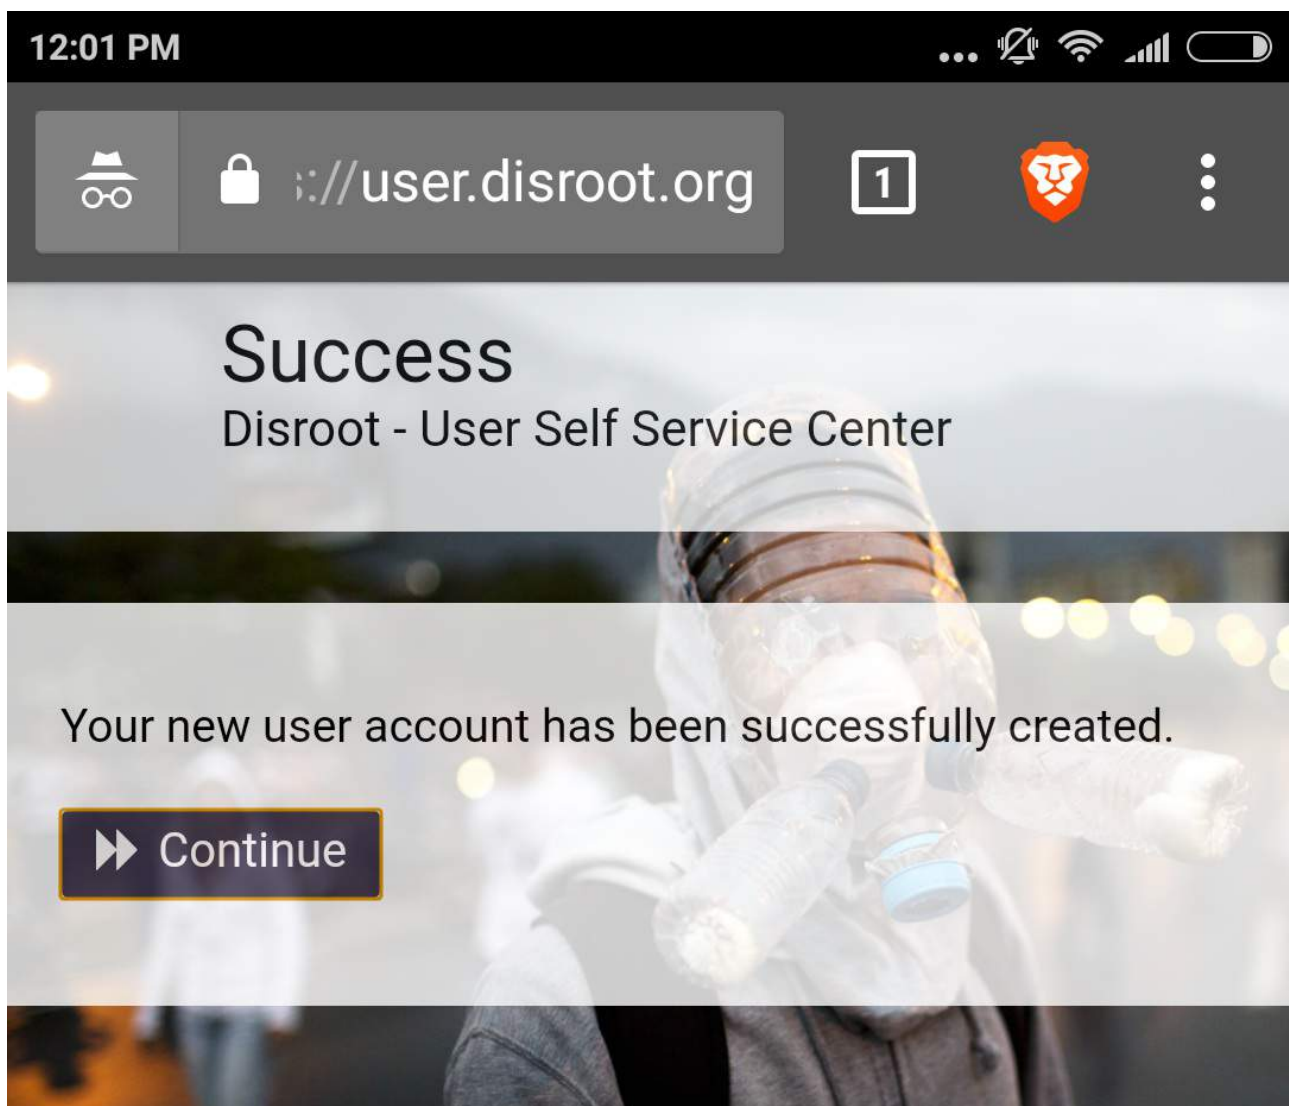 12:01 PM
://user.disroot.org
1
Success
Disroot - User Self Service Center
Your new user account has been successfully created.
Continue